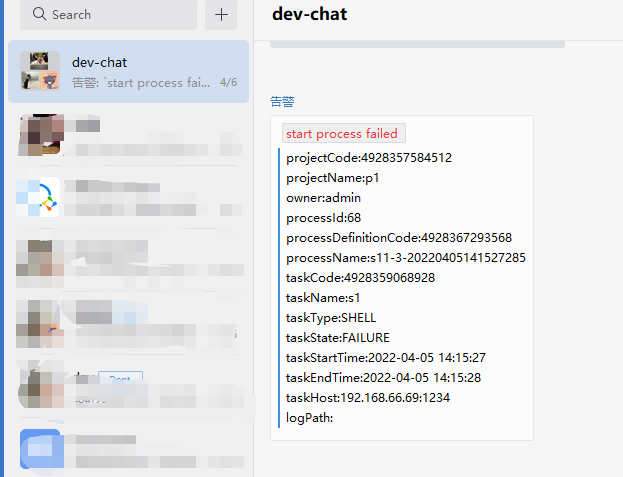 Search
dev-chat
告警: `start process fai...
4/6
dev-chat
告警
start process failed
projectCode:4928357584512
projectName:p1
owner:admin
processId:68
processDefinitionCode:4928367293568
processName:s11-3-20220405141527285
taskCode:4928359068928
taskName:s1
taskType:SHELL
taskState:FAILURE
taskStartTime:2022-04-05 14:15:27
taskEndTime:2022-04-05 14:15:28
taskHost:192.168.66.69:1234
logPath: